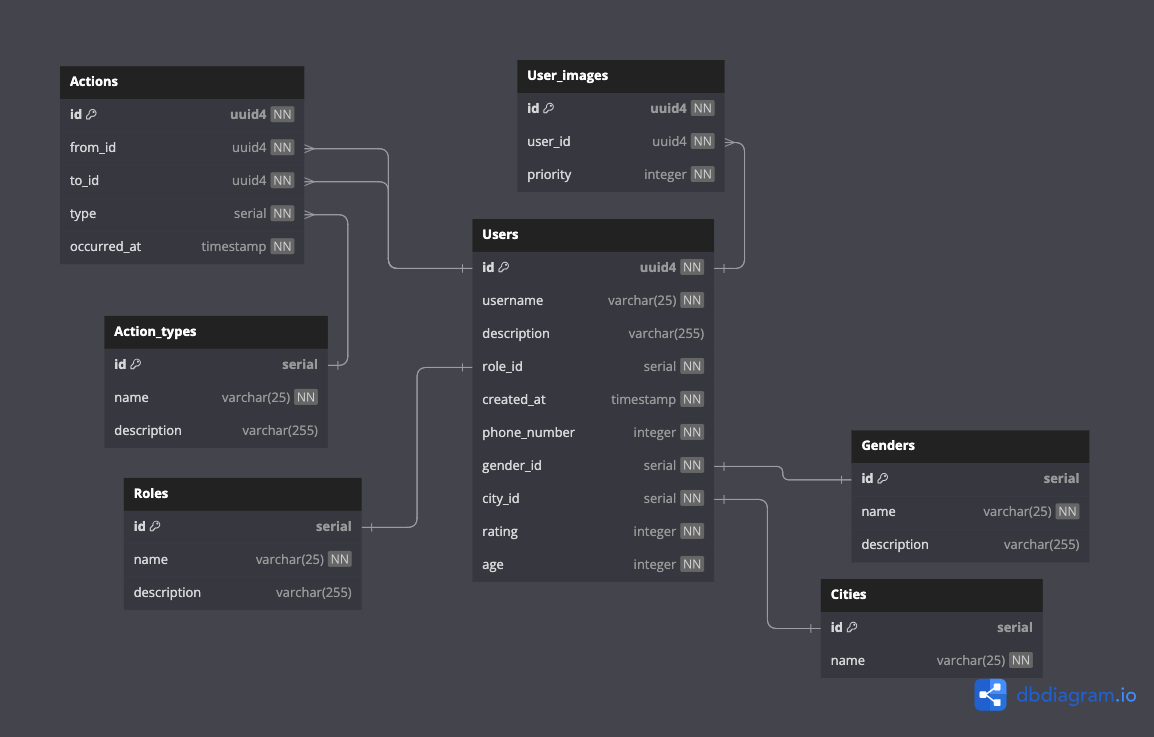 Actions
id uuid4 NN
from_id uuid4 NN
to_id uuid4 NN
type serial NN
occurred_at timestamp NN
User_images
id uuid4 NN
user_id uuid4 NN
priority integer NN
Users
id uuid4 NN
username varchar(25) NN
description varchar(255)
role_id serial NN
created_at timestamp NN
phone_number integer NN
gender_id serial NN
city_id serial NN
rating integer NN
age integer NN
Action_types
id serial
name varchar(25) NN
description varchar(255)
Roles
id serial
name varchar(25) NN
description varchar(255)
Genders
id serial
name varchar(25) NN
description varchar(255)
Cities
id serial
name varchar(25) NN
dbdiagram.io